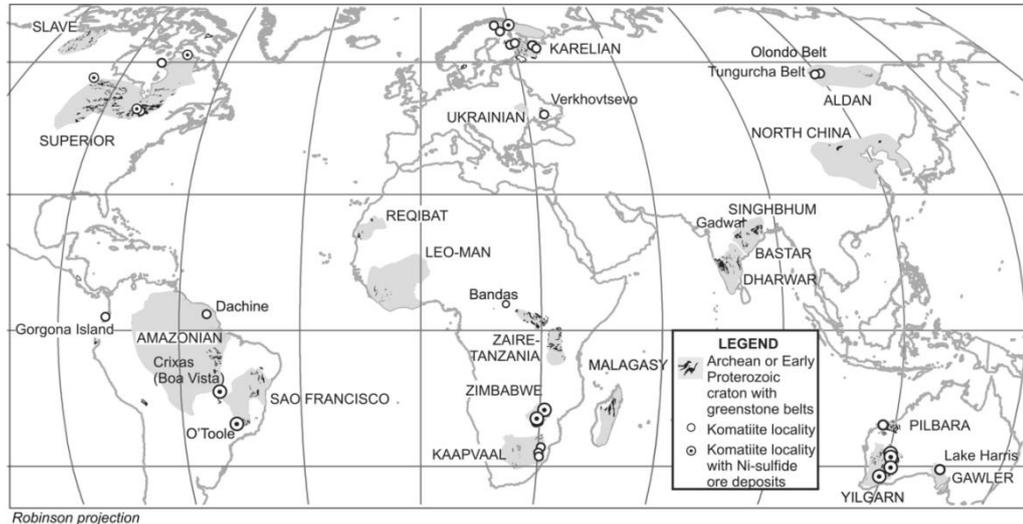 SLAVE
KARELIAN
Olondo Belt
Tungurcha Belt
ALDAN
Verkhovtsevo
UKRAINIAN
SUPERIOR
NORTH CHINA
REQIBAT
SINGHBHUM
Gadwal
LEO-MAN
BASTAR
DHARWAR
Bandas
Dachine
Gorgona Island
AMAZONIAN
ZAIRE-
TANZANIA
Crixas
(Boa Vista)
MALAGASY
SAO FRANCISCO
ZIMBABWE
O'Toole
KAAPVAAL
LEGEND
Archean or Early
Proterozoic
craton with
greenstone belts
Komatiite locality
Komatiite locality
with Ni-sulfide
ore deposits
PILBARA
Lake Harris
GAWLER
YILGARN
Robinson projection